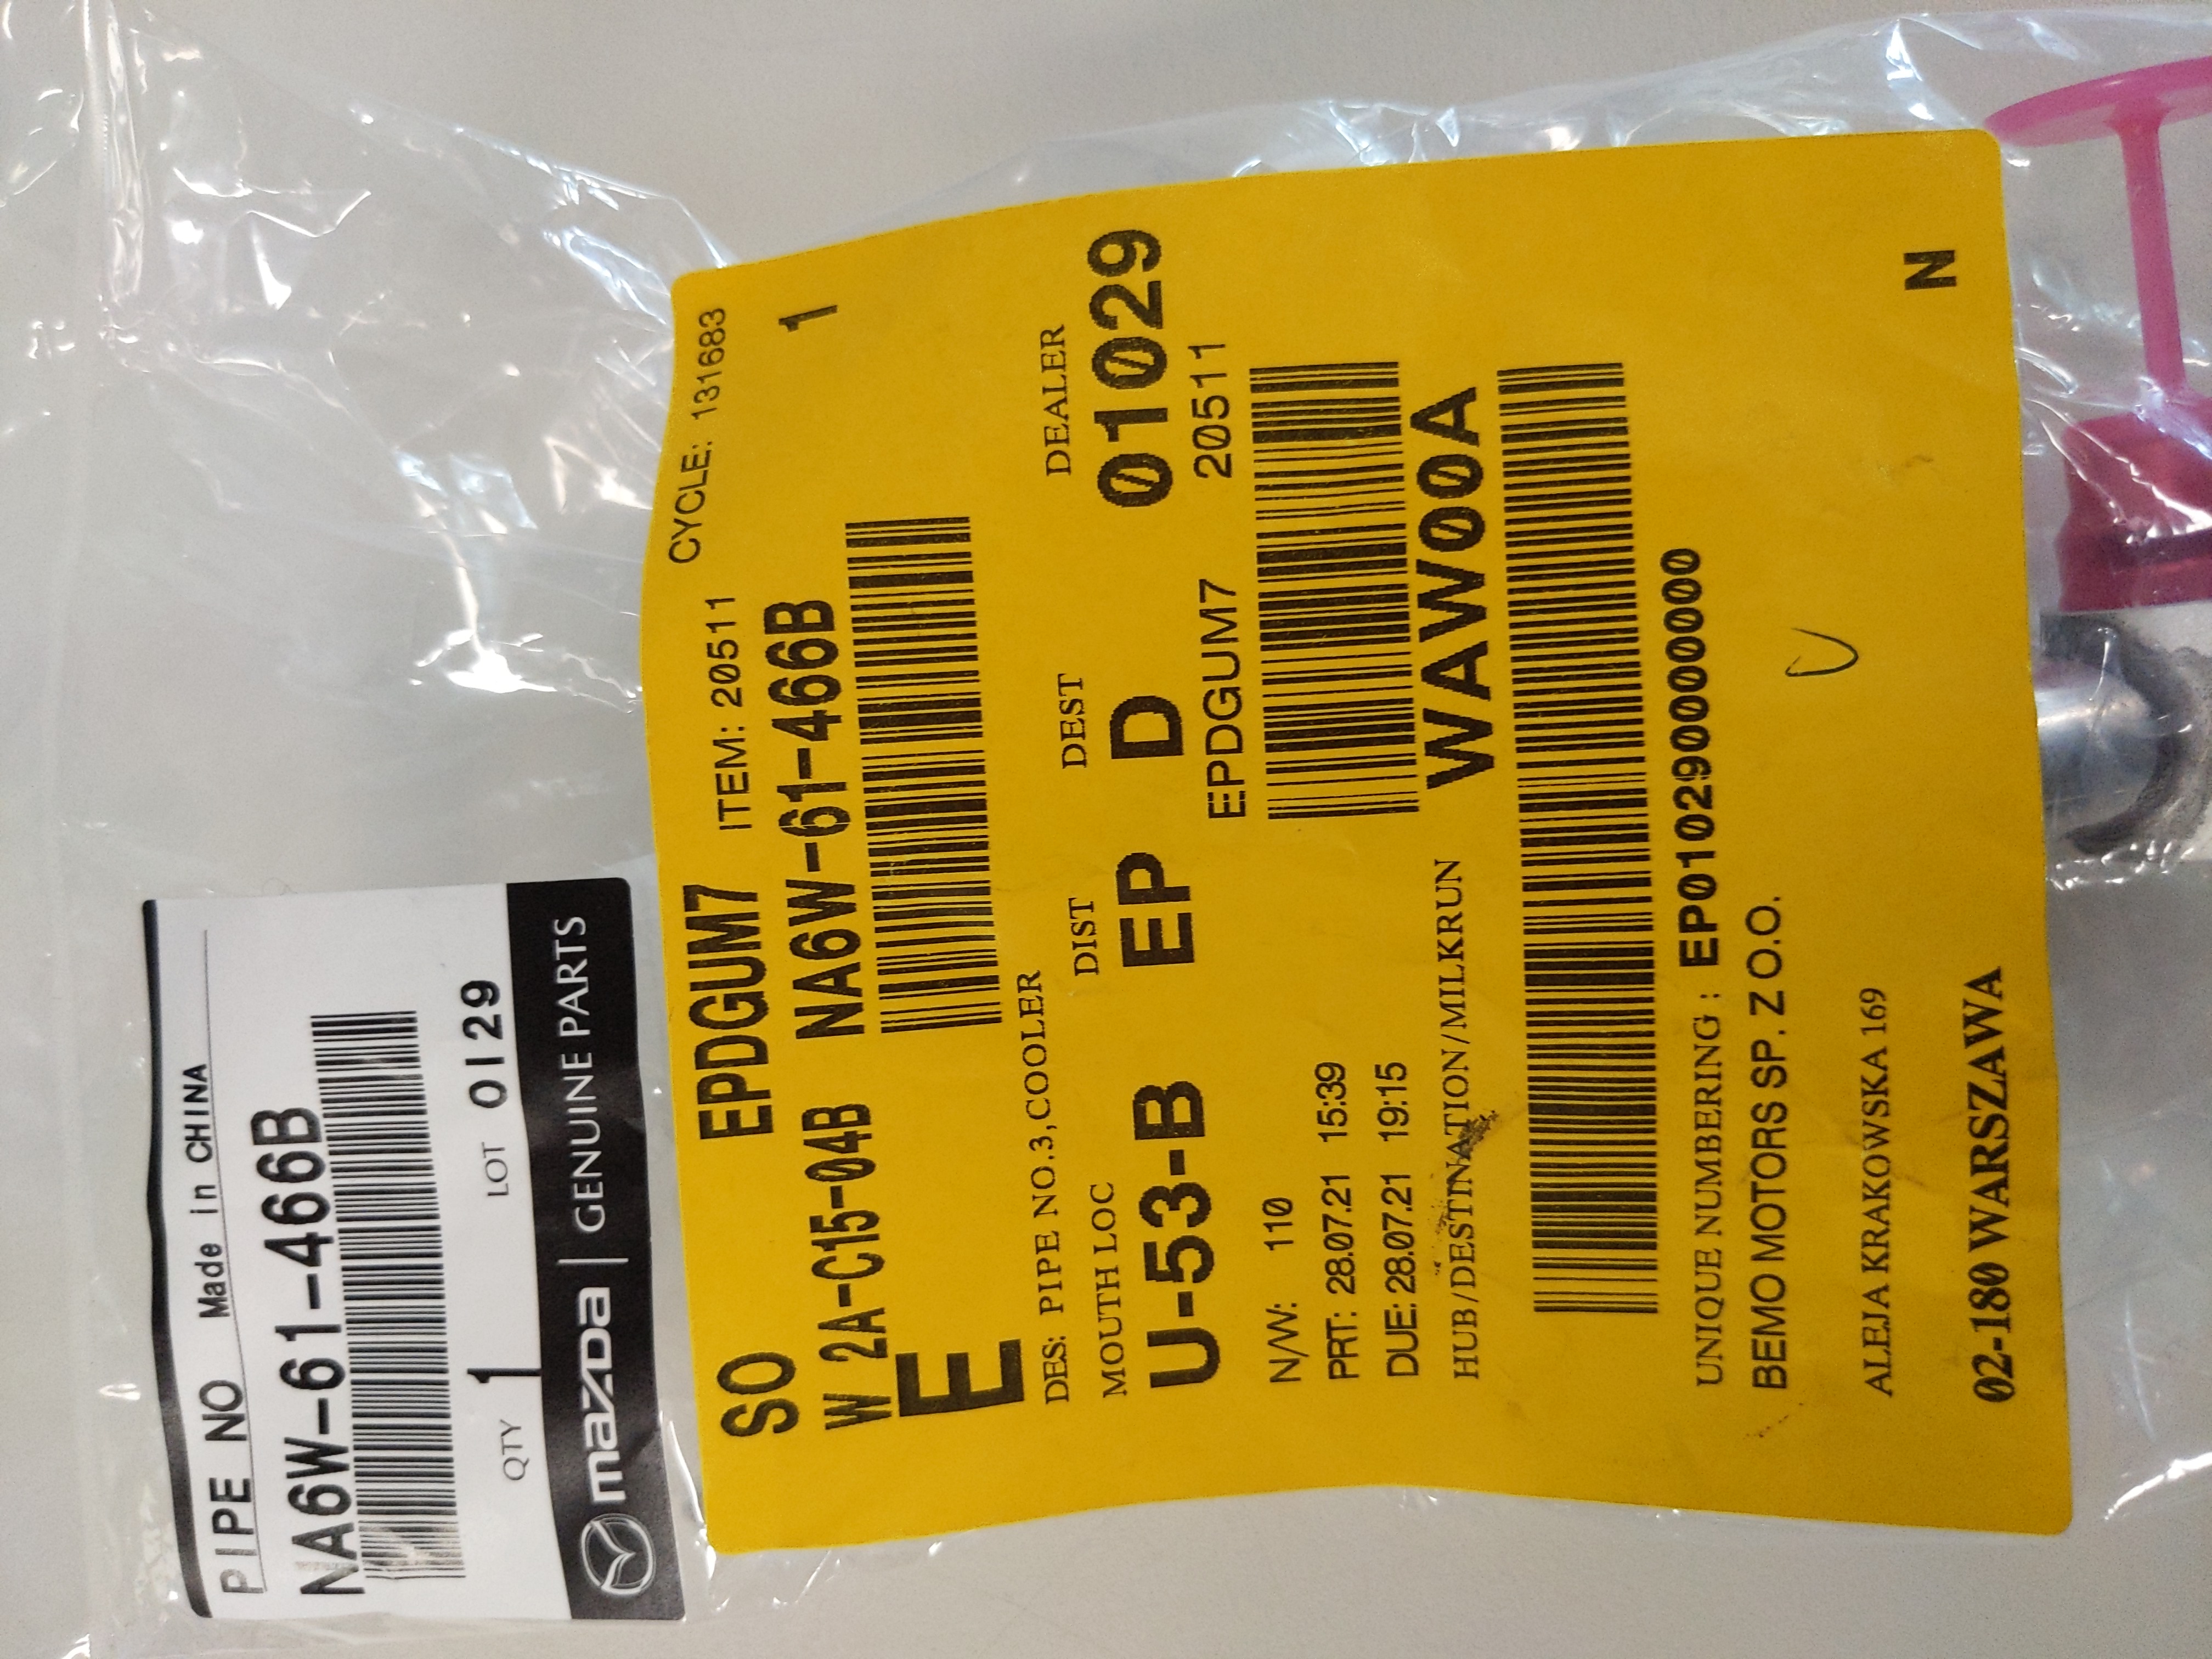 PIPE NO Made in CHINA
NA6W-61-466B
QTY 1 LOT 0129
mazda | GENUINE PARTS
SO EPDGUM7 ITEM: 20511 CYCLE: 131683
W 2A-C15-04B NA6W-61-466B 1
E
DES: PIPE NO.3,COOLER
MOUTH LOC DIST DEST DEALER
U-53-B EP D 01029
EPDGUM7 20511
N/W: 110
PRT: 28.07.21 15:39
DUE: 28.07.21 19:15
HUB/DESTINATION/MILKRUN WAW00A
UNIQUE NUMBERING : EP0102900000000
BEMO MOTORS SP. Z O.O.
ALEJA KRAKOWSKA 169
02-180 WARSZAWA N